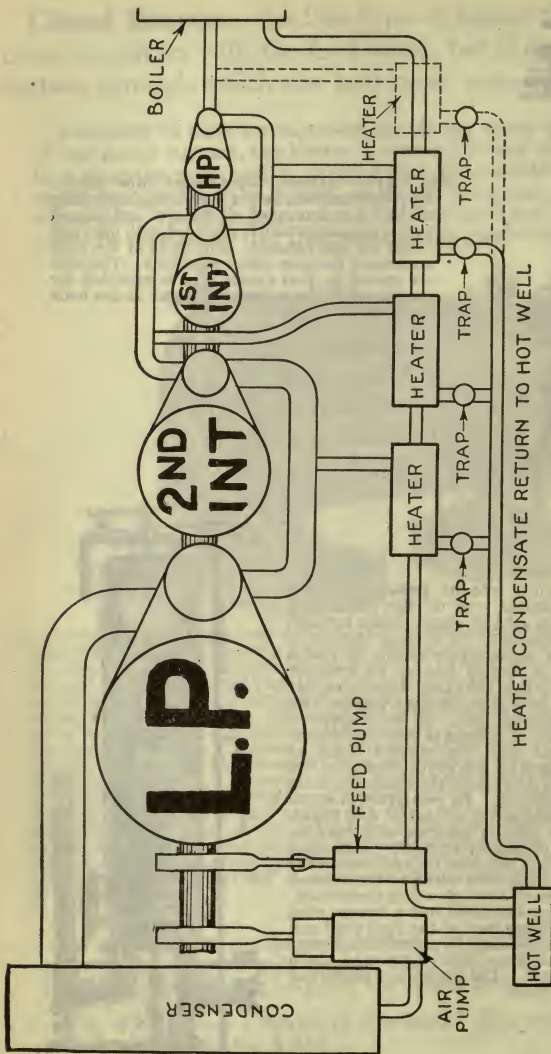 BOILER
HEATER
HP
1ST
INT
2ND
INT
L.P.
HEATER
HEATER
HEATER
TRAP
TRAP
TRAP
TRAP
FEED PUMP
AIR
PUMP
CONDENSER
HOT WELL
HEATER CONDENSATE RETURN TO HOT WELL